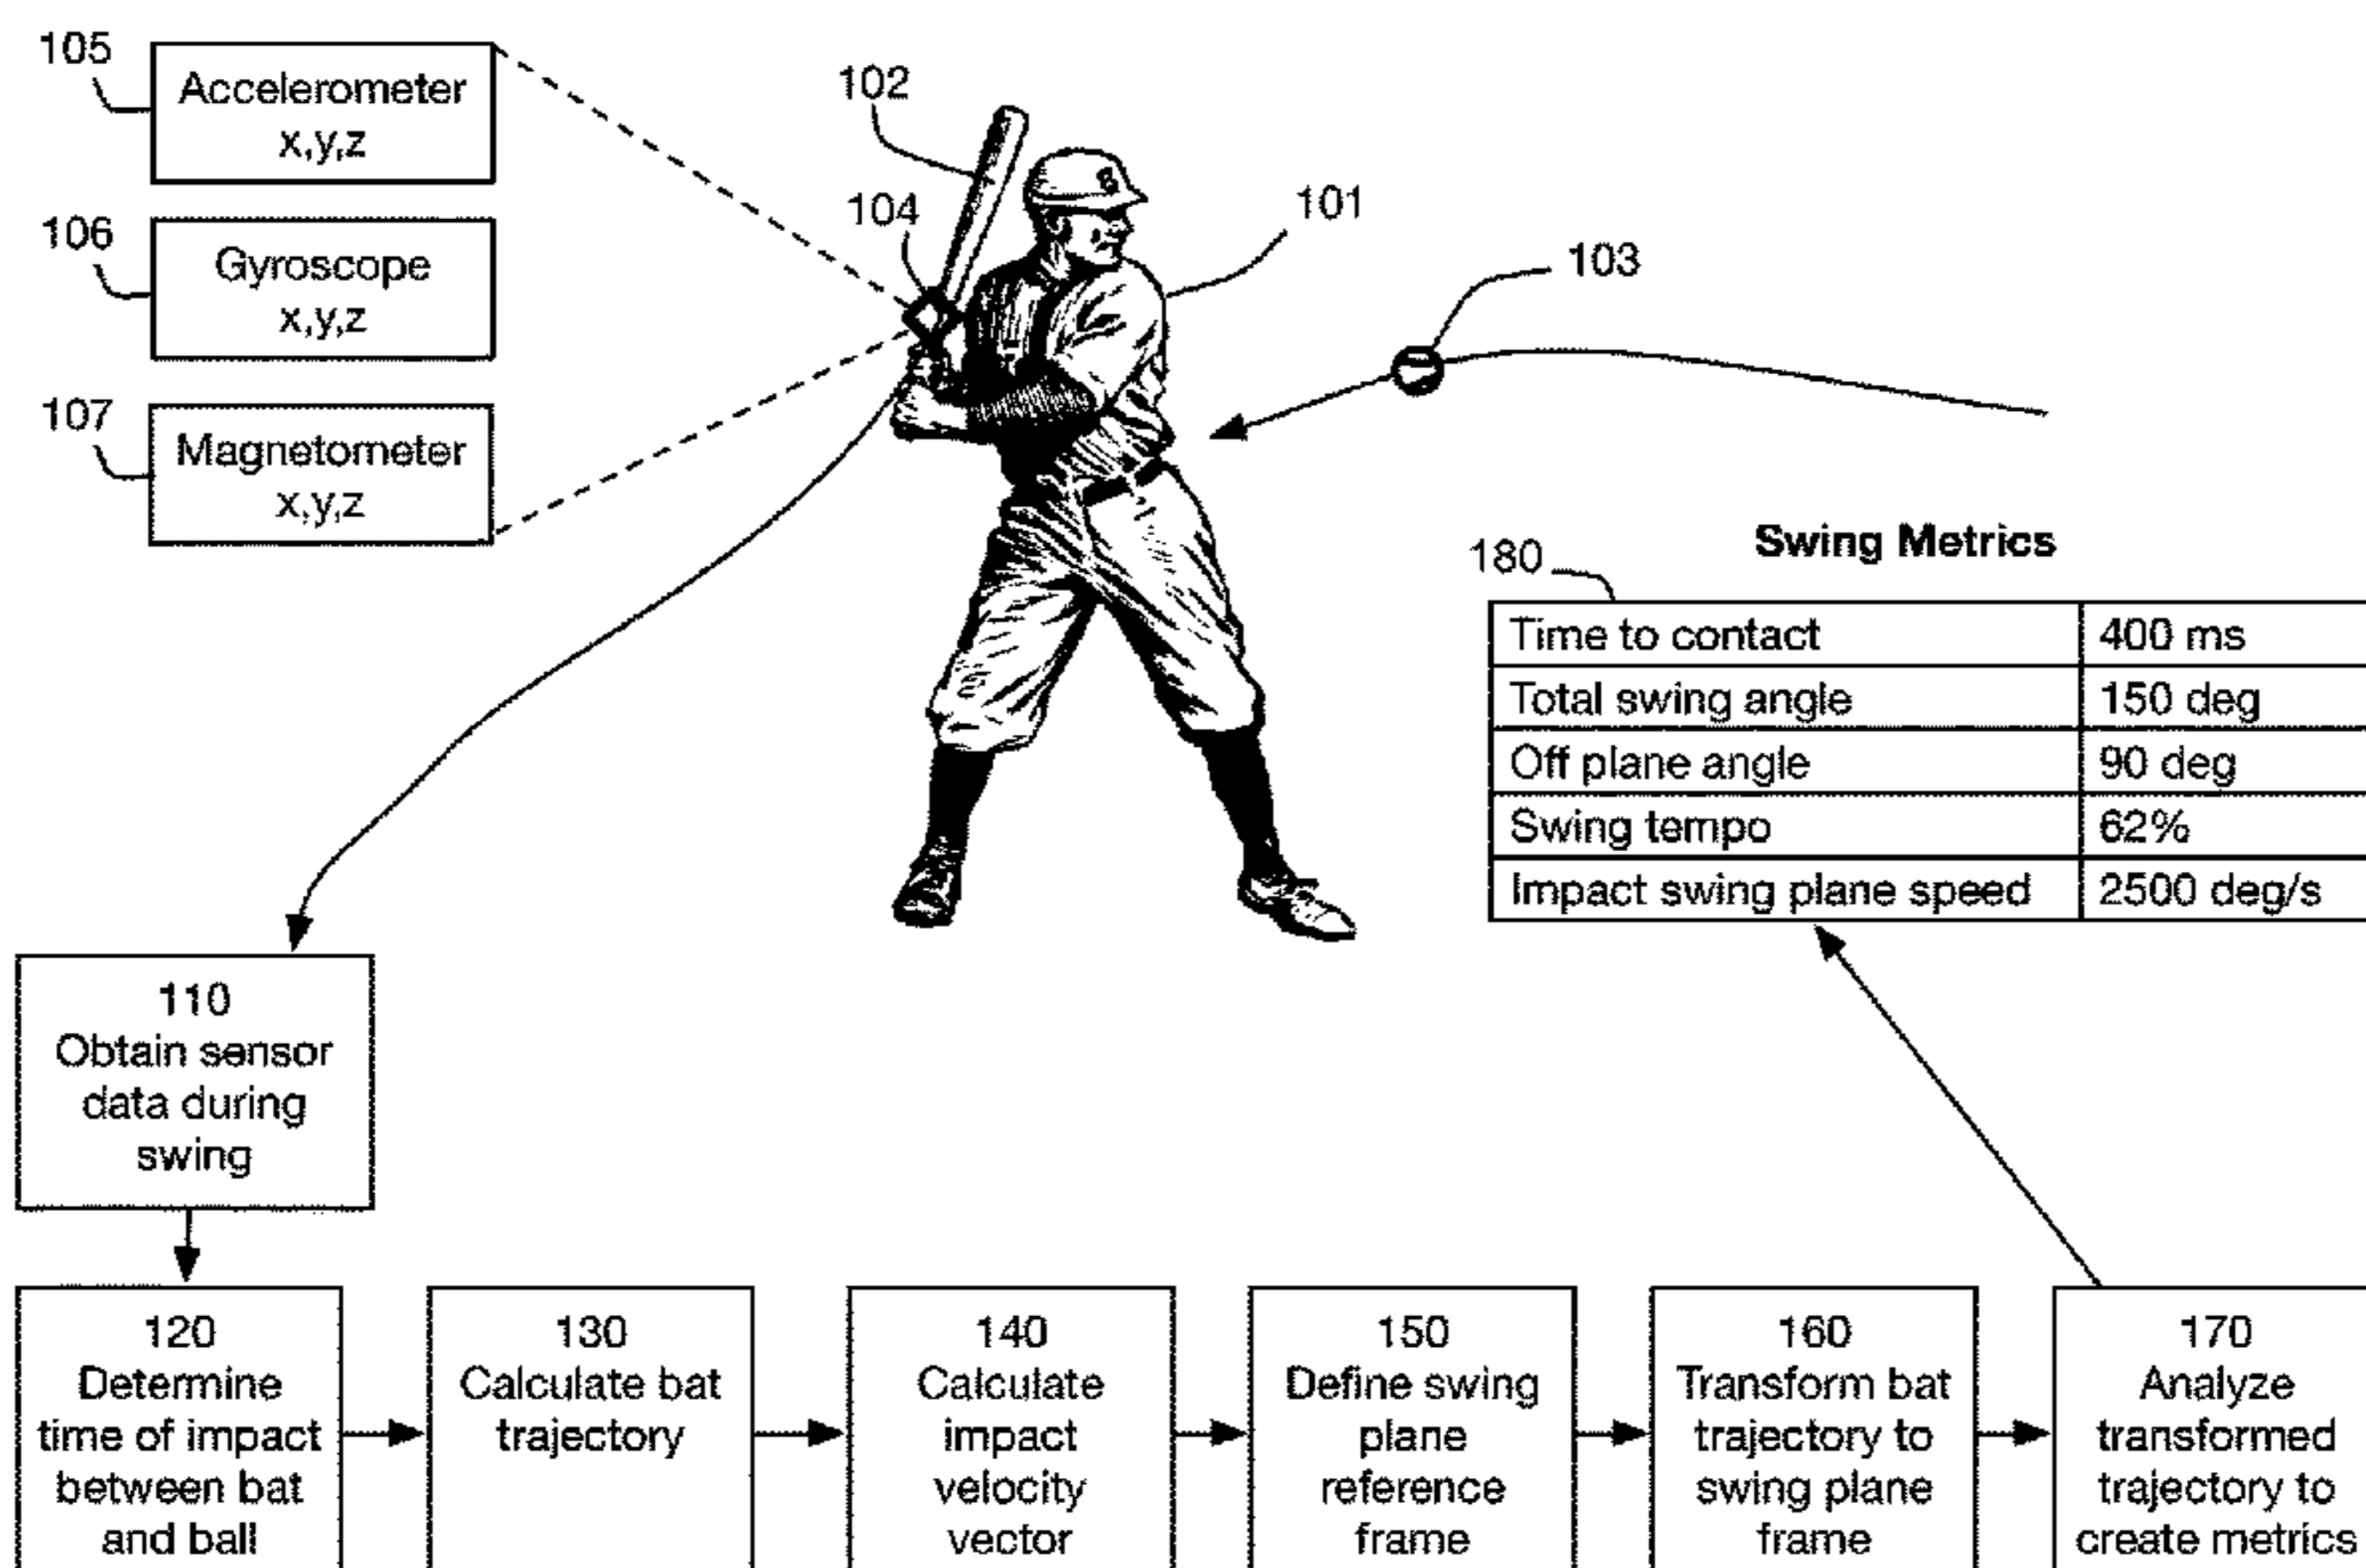 105
Accelerometer
x,y,z
106
Gyroscope
x,y,z
107
Magnetometer
x,y,z
102
104
101
103
Swing Metrics
180
Time to contact 400 ms
Total swing angle 150 deg
Off plane angle 90 deg
Swing tempo 62%
Impact swing plane speed 2500 deg/s
110
Obtain sensor
data during
swing
120
Determine
time of impact
between bat
and ball
130
Calculate bat
trajectory
140
Calculate
impact
velocity
vector
150
Define swing
plane
reference
frame
160
Transform bat
trajectory to
swing plane
frame
170
Analyze
transformed
trajectory to
create metrics